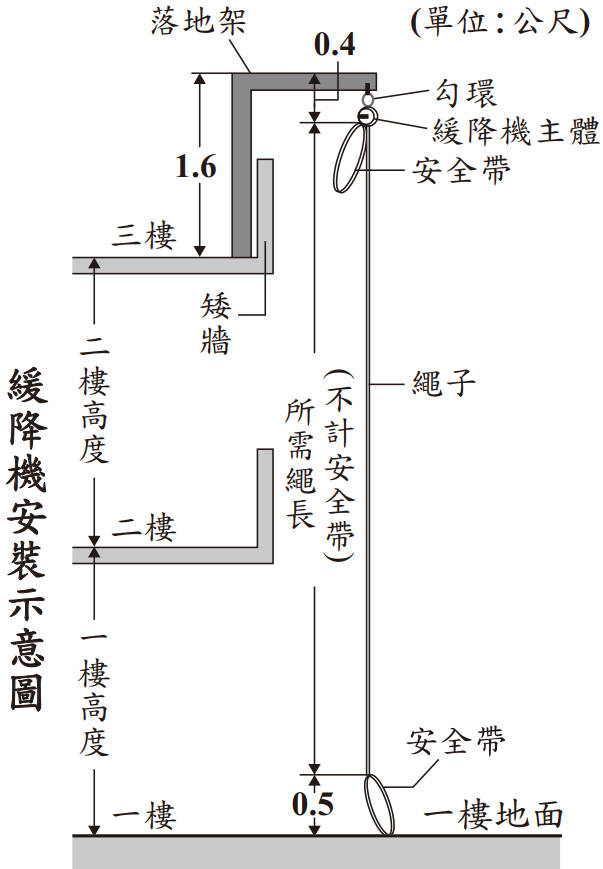 落地架
(單位：公尺)
0.4
勾環
緩降機主體
1.6
安全帶
三樓
矮牆
二樓高度
繩子
所需繩長
(不計安全帶)
緩降機安裝示意圖
二樓
一樓高度
安全帶
0.5
一樓
一樓地面